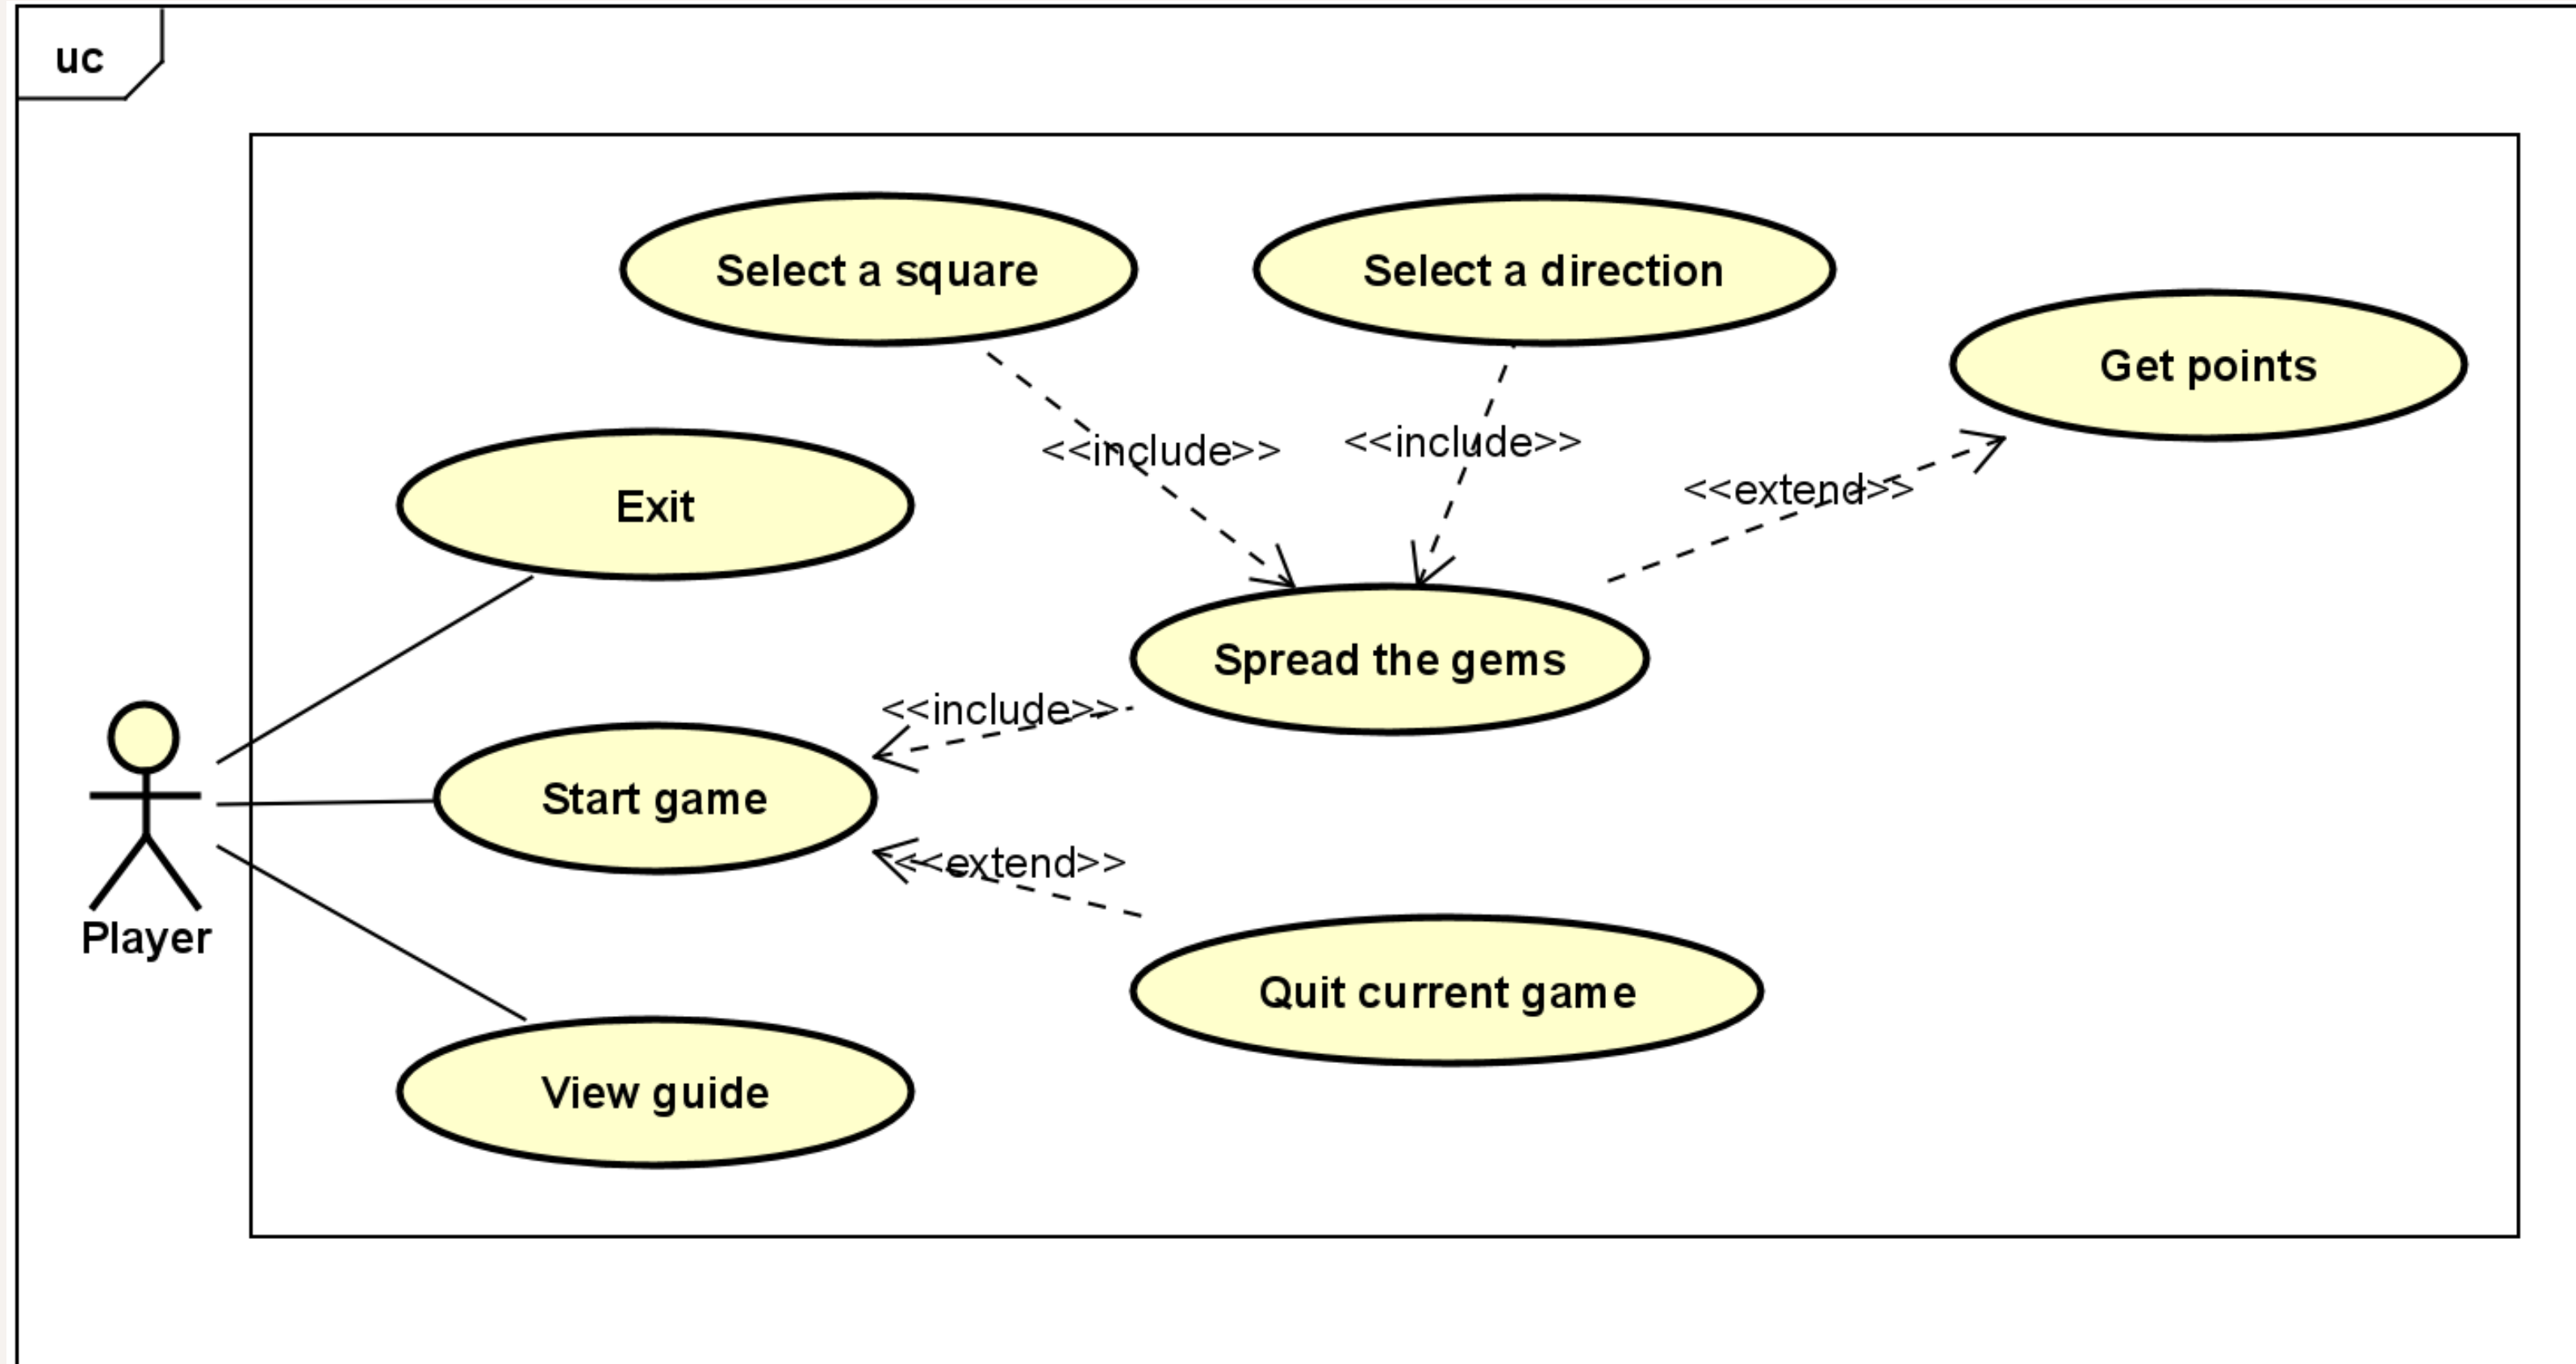 uc
Select a square
Select a direction
Get points
<<include>>
<<include>>
<<extend>>
Exit
Spread the gems
<<include>>
Start game
<<extend>>
Player
Quit current game
View guide